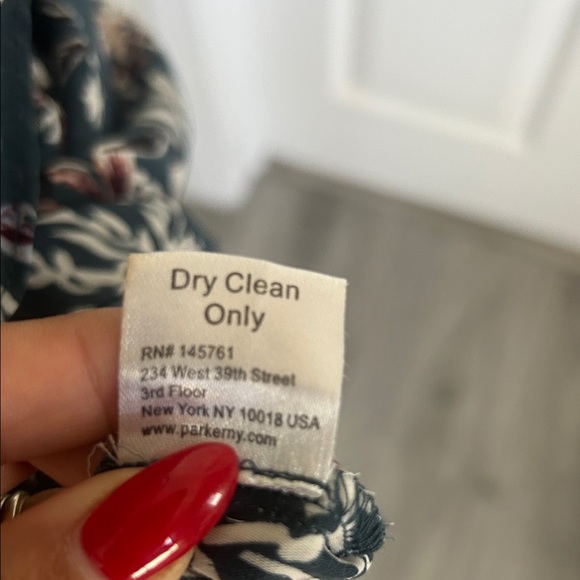 Dry Clean
Only
RN# 145761
234 West 39th Street
3rd Floor
New York NY 10018 USA
www.parkerny.com